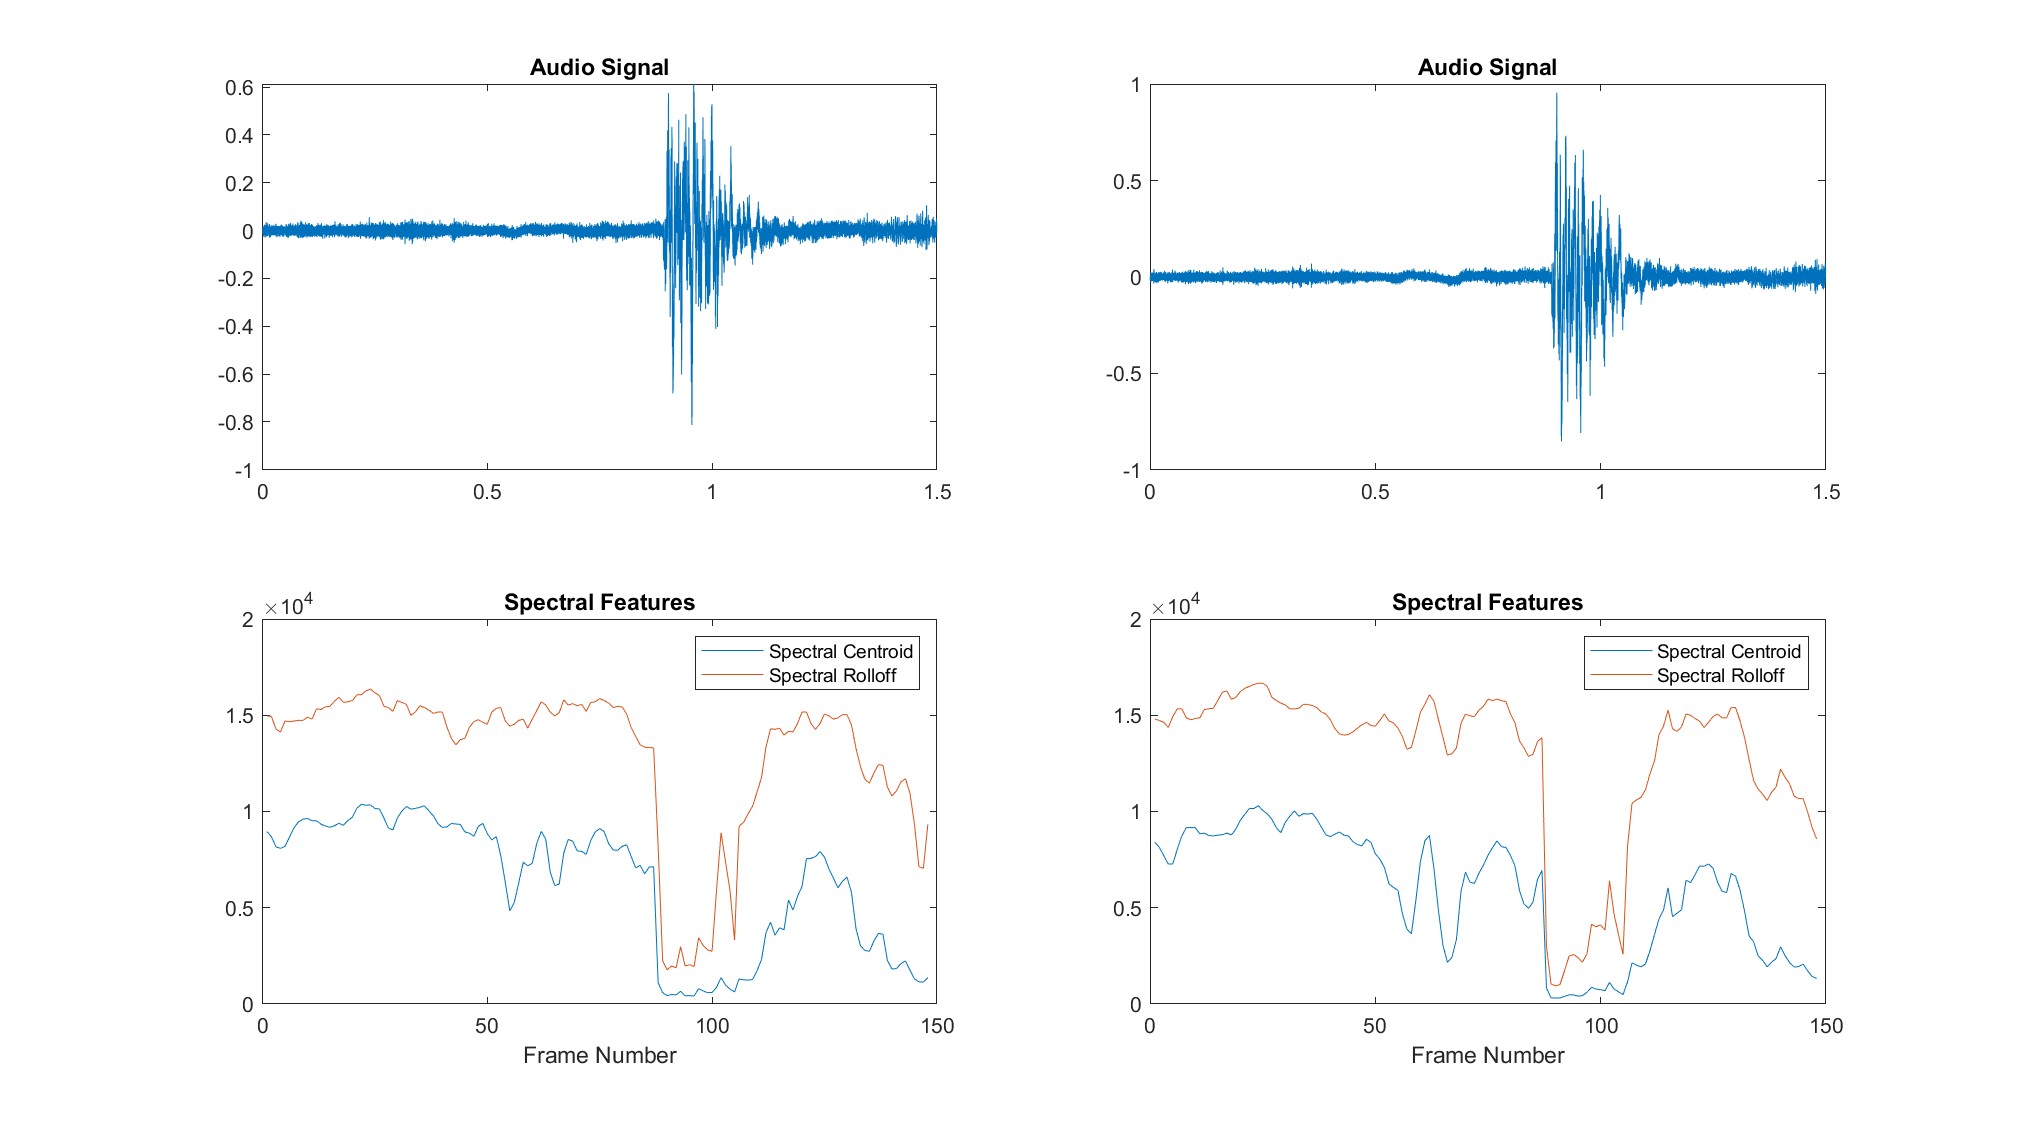 Audio Signal
0.6
0.4
0.2
0
-0.2
-0.4
-0.6
-0.8
-1
0 0.5 1 1.5
Audio Signal
1
0.5
0
-0.5
-1
0 0.5 1 1.5
Spectral Features
×10^4
2
1.5
1
0.5
0
Spectral Centroid
Spectral Rolloff
0 50 100 150
Frame Number
Spectral Features
×10^4
2
1.5
1
0.5
0
Spectral Centroid
Spectral Rolloff
0 50 100 150
Frame Number